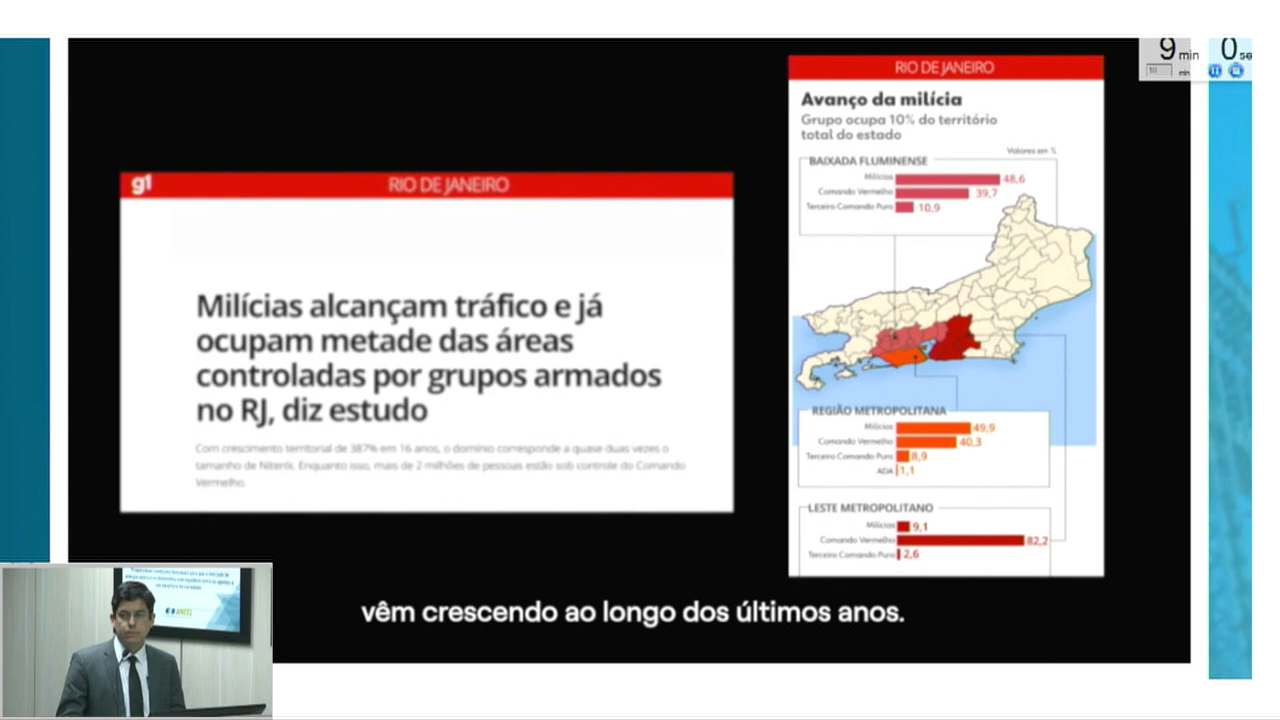 9 min 0 se
10 min
RIO DE JANEIRO
Avanço da milícia
Grupo ocupa 10% do território
total do estado
Valores em %
BAIXADA FLUMINENSE
Milícias 48,6
Comando Vermelho 39,7
Terceiro Comando Puro 10,9
g1 RIO DE JANEIRO
Milícias alcançam tráfico e já
ocupam metade das áreas
controladas por grupos armados
no RJ, diz estudo
Com crescimento territorial de 387% em 16 anos, o domínio corresponde a quase duas vezes o
tamanho de Niterói. Enquanto isso, mais de 2 milhões de pessoas estão sob controle do Comando
Vermelho.
REGIÃO METROPOLITANA
Milícias 49,9
Comando Vermelho 40,3
Terceiro Comando Puro 8,9
ADA 1,1
LESTE METROPOLITANO
Milícias 9,1
Comando Vermelho 82,2
Terceiro Comando Puro 2,6
ANEEL
vêm crescendo ao longo dos últimos anos.